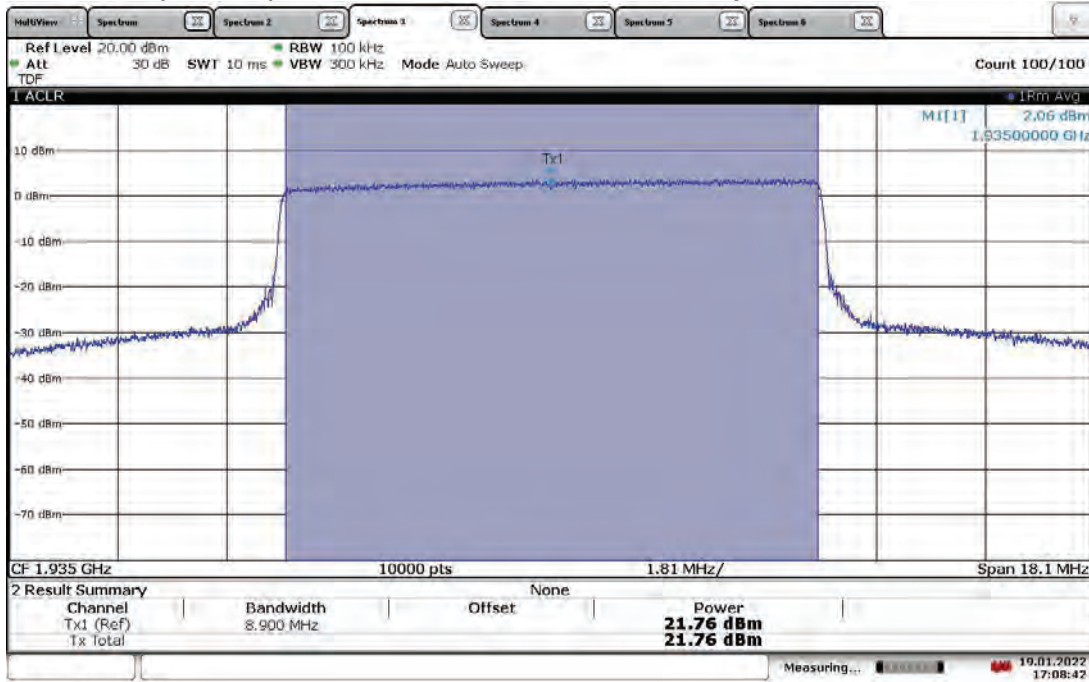 MultiView Spectrum Spectrum 2 Spectrum 3 Spectrum 4 Spectrum 5 Spectrum 6
Ref Level 20.00 dBm RBW 100 kHz
Att 30 dB SWT 10 ms VBW 300 kHz Mode Auto Sweep Count 100/100
TDF
1 ACLR 1Rm Avg
M1[1] 2.06 dBm
1.93500000 GHz
10 dBm
Tx1
0 dBm
-10 dBm
-20 dBm
-30 dBm
-40 dBm
-50 dBm
-60 dBm
-70 dBm
CF 1.935 GHz 10000 pts 1.81 MHz/ Span 18.1 MHz
2 Result Summary None
Channel Bandwidth Offset Power
Tx1 (Ref) 8.900 MHz 21.76 dBm
Tx Total 21.76 dBm
Measuring... 19.01.2022
17:08:42